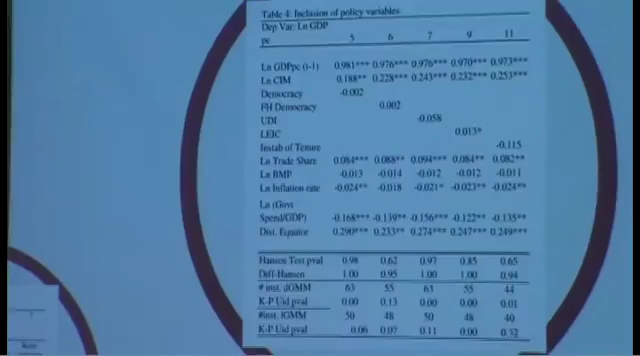 Table 4: Inclusion of policy variables
Dep Var: Ln GDP
pc 5 6 7 9 11
Ln GDPpc (t-1) 0.981*** 0.976*** 0.976*** 0.970*** 0.973***
Ln CIM 0.188** 0.228*** 0.243*** 0.232*** 0.253***
Democracy -0.002
FH Democracy 0.002
UDI -0.058
LEIC 0.013*
Instab of Tenure -0.115
Ln Trade Share 0.084*** 0.088** 0.094*** 0.084** 0.082**
Ln BMP -0.013 -0.014 -0.012 -0.012 -0.011
Ln Inflation rate -0.024** -0.018 -0.021* -0.023** -0.024**
Ln (Govt
Spend/GDP) -0.168*** -0.139** -0.156*** -0.122** -0.135**
Dist. Equator 0.290*** 0.233** 0.274*** 0.247*** 0.249***
Hansen Test pval 0.98 0.62 0.97 0.85 0.65
Diff-Hansen 1.00 0.95 1.00 1.00 0.94
# inst. dGMM 63 55 63 55 44
K-P Uid pval 0.00 0.13 0.00 0.00 0.01
#inst. lGMM 50 48 50 48 40
K-P Uid pval 0.06 0.07 0.11 0.00 0.52